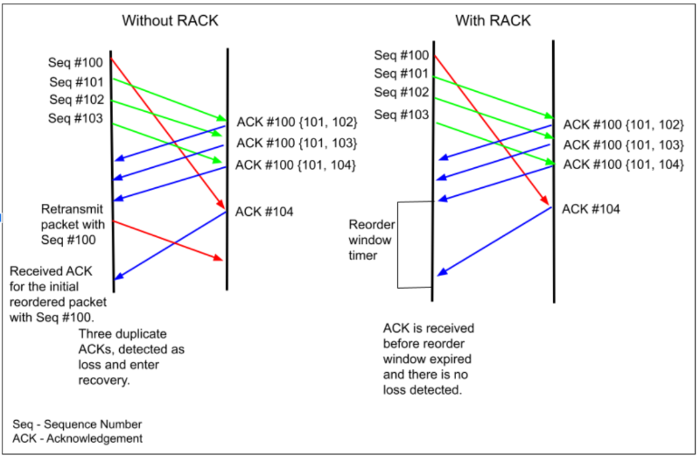 Without RACK
Seq #100
Seq #101
Seq #102
Seq #103
ACK #100 {101, 102}
ACK #100 {101, 103}
ACK #100 {101, 104}
Retransmit
packet with
Seq #100
ACK #104
Received ACK
for the initial
reordered packet
with Seq #100.
Three duplicate
ACKs, detected as
loss and enter
recovery.
With RACK
Seq #100
Seq #101
Seq #102
Seq #103
ACK #100 {101, 102}
ACK #100 {101, 103}
ACK #100 {101, 104}
Reorder
window
timer
ACK #104
ACK is received
before reorder
window expired
and there is no
loss detected.
Seq - Sequence Number
ACK - Acknowledgement